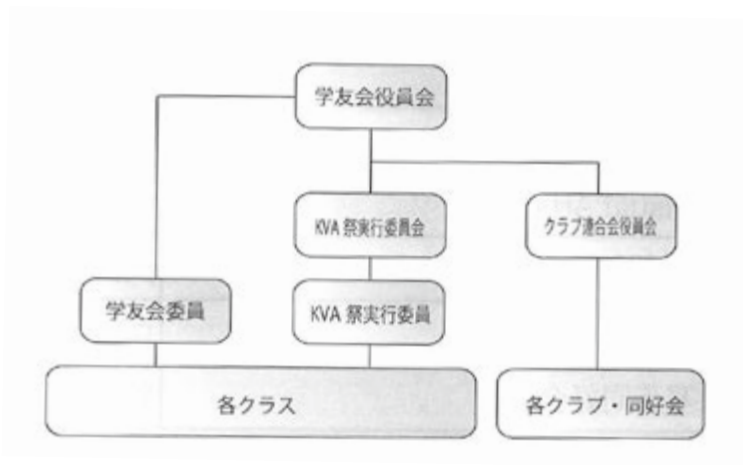 学友会役員会
KVA 祭実行委員会
クラブ連合会役員会
学友会委員
KVA 祭実行委員
各クラス
各クラブ・同好会